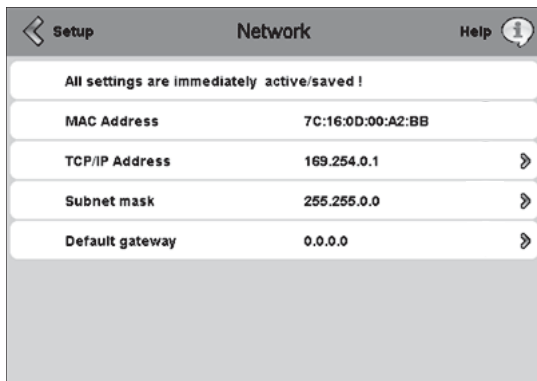 Setup Network Help
All settings are immediately active/saved !
MAC Address 7C:16:0D:00:A2:BB
TCP/IP Address 169.254.0.1
Subnet mask 255.255.0.0
Default gateway 0.0.0.0